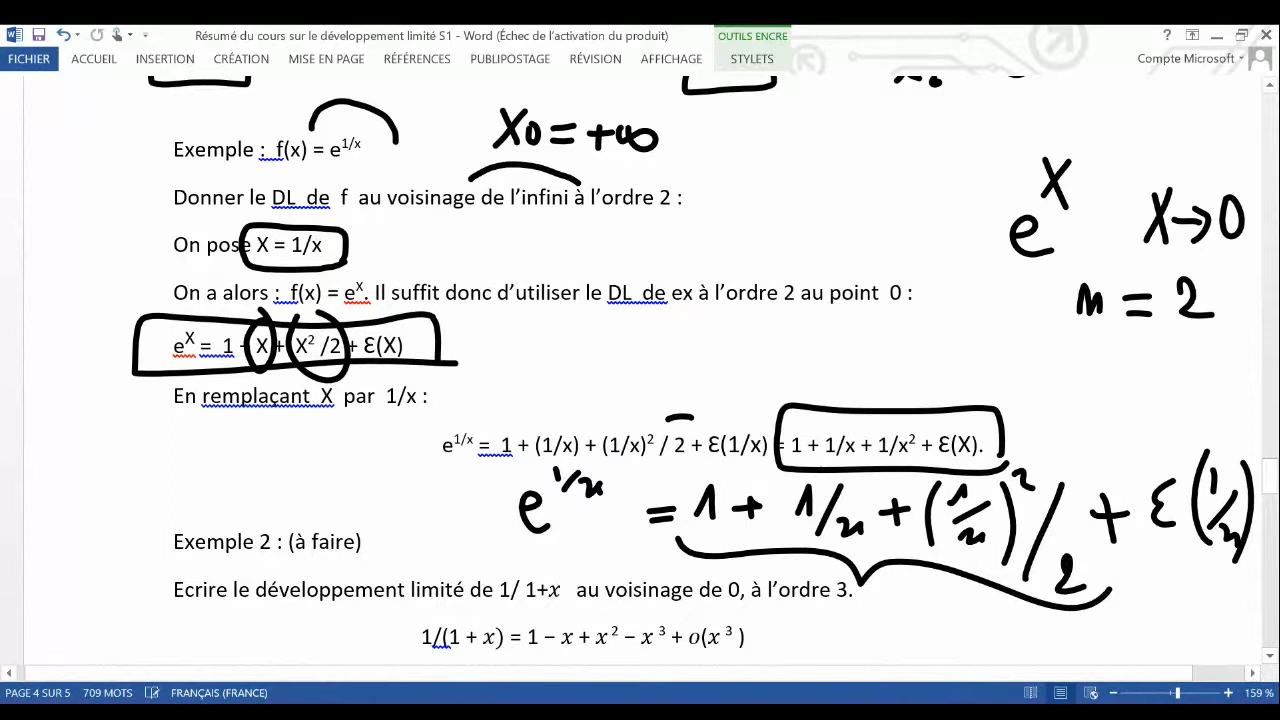 Résumé du cours sur le développement limité S1 - Word (Échec de l'activation du produit)
OUTILS ENCRE
FICHIER ACCUEIL INSERTION CRÉATION MISE EN PAGE RÉFÉRENCES PUBLIPOSTAGE RÉVISION AFFICHAGE STYLETS Compte Microsoft
X0 = +∞
Exemple : f(x) = e^1/x
Donner le DL de f au voisinage de l'infini à l'ordre 2 :
e^X X→0
On pose X = 1/x
On a alors : f(x) = e^X. Il suffit donc d'utiliser le DL de ex à l'ordre 2 au point 0 :
n = 2
e^X = 1 + X + X² /2 + Ɛ(X)
En remplaçant X par 1/x :
e^1/x = 1 + (1/x) + (1/x)² / 2 + Ɛ(1/x) = 1 + 1/x + 1/x² + Ɛ(X).
e^1/x = 1 + 1/x + (1/x)²/2 + Ɛ(1/x)
Exemple 2 : (à faire)
Ecrire le développement limité de 1/ 1+x au voisinage de 0, à l'ordre 3.
1/(1 + x) = 1 − x + x² − x³ + o(x³ )
PAGE 4 SUR 5 709 MOTS FRANÇAIS (FRANCE) 159 %